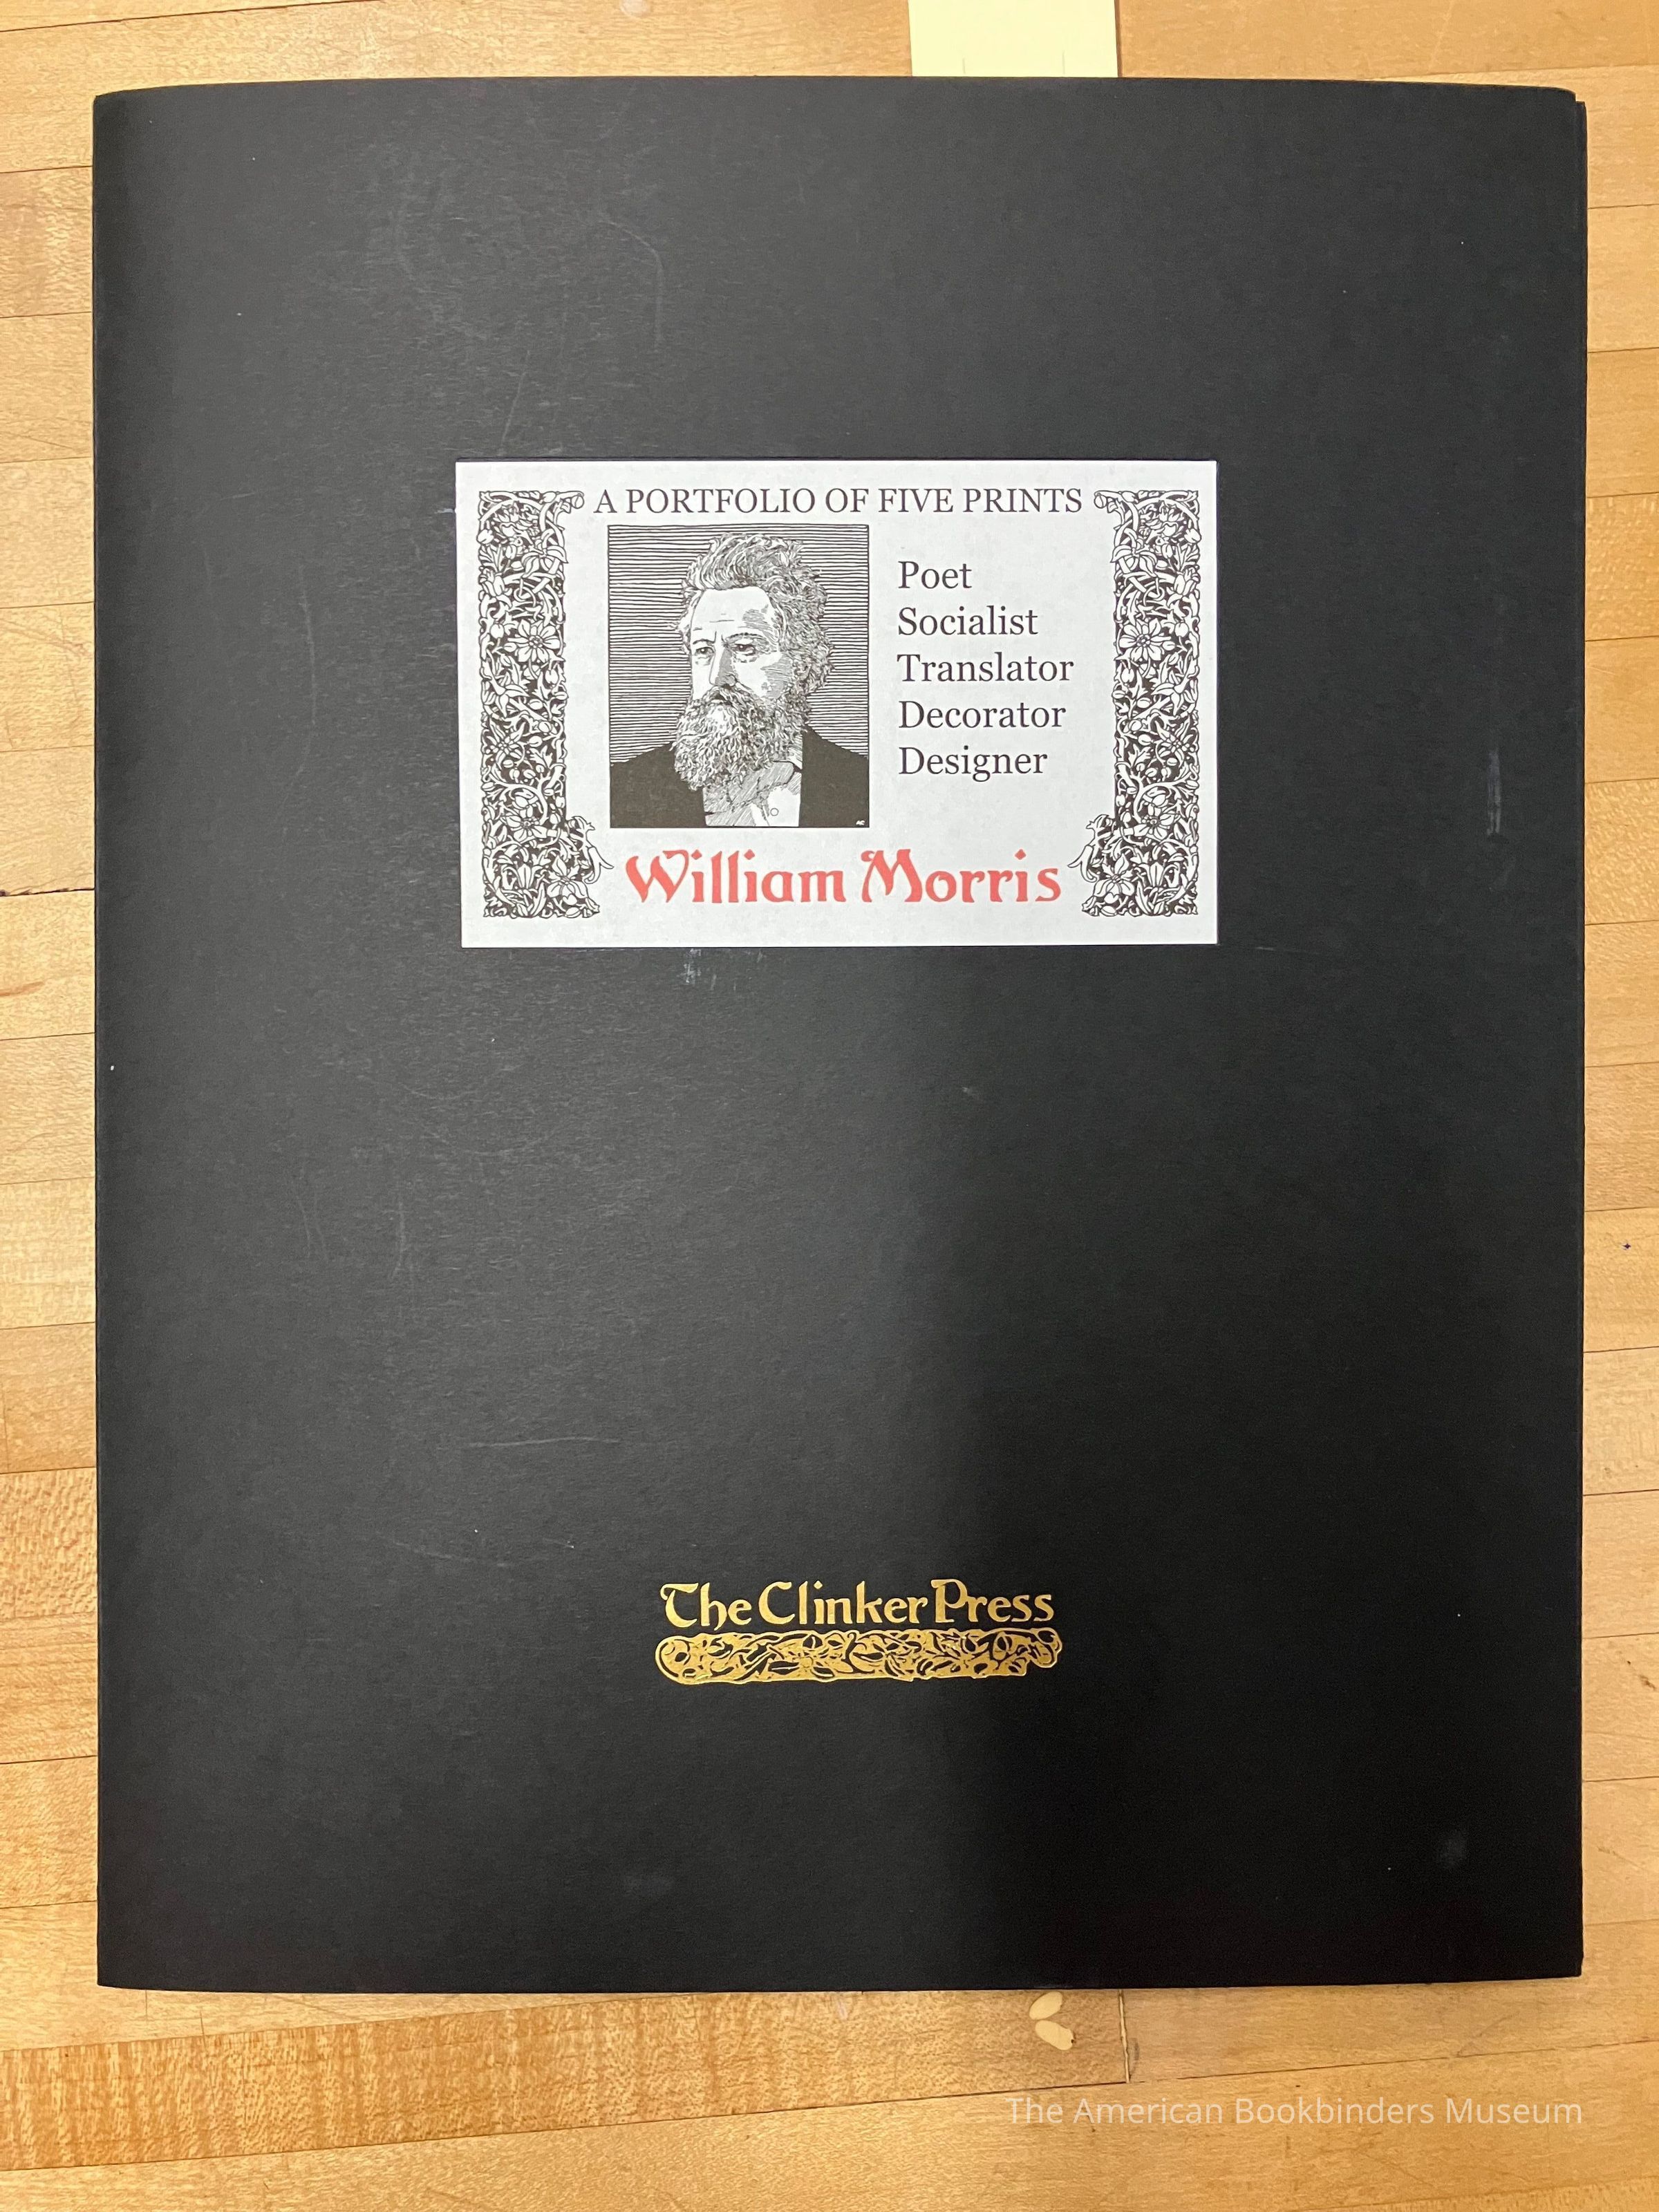 A PORTFOLIO OF FIVE PRINTS
Poet
Socialist
Translator
Decorator
Designer
William Morris
The Clinker Press
The American Bookbinders Museum